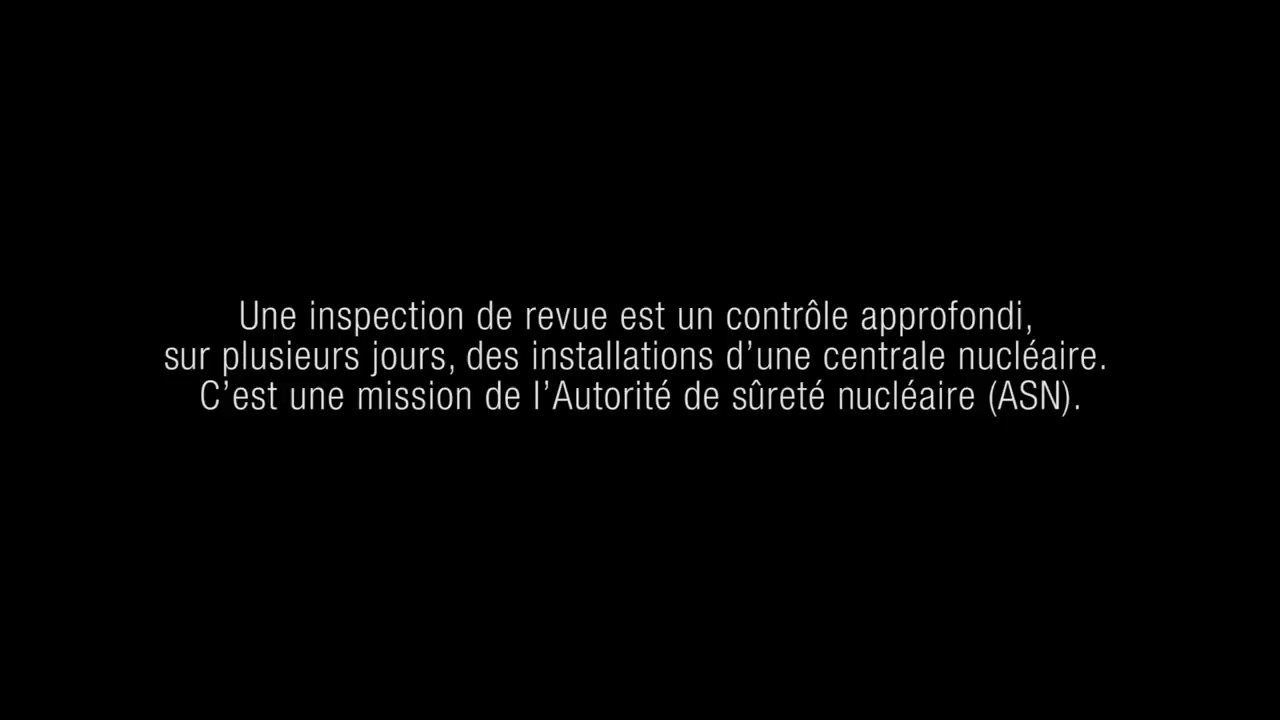 Une inspection de revue est un contrôle approfondi,
sur plusieurs jours, des installations d’une centrale nucléaire.
C’est une mission de l’Autorité de sûreté nucléaire (ASN).